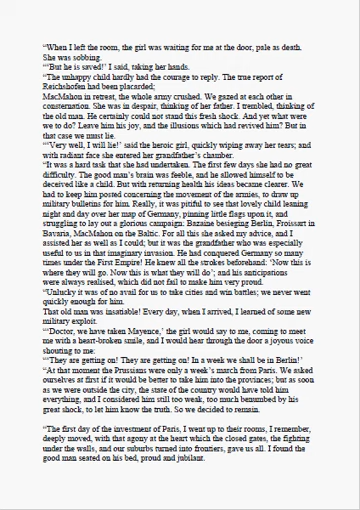 “When I left the room, the girl was waiting for me at the door, pale as death.
She was sobbing.
“‘But he is saved!’ I said, taking her hands.
“The unhappy child hardly had the courage to reply. The true report of
Reichshofen had been placarded;
MacMahon in retreat, the whole army crushed. We gazed at each other in
consternation. She was in despair, thinking of her father. I trembled, thinking of
the old man. He certainly could not stand this fresh shock. And yet what were
we to do? Leave him his joy, and the illusions which had revived him? But in
that case we must lie.
“‘Very well, I will lie!’ said the heroic girl, quickly wiping away her tears; and
with radiant face she entered her grandfather’s chamber.
“It was a hard task that she had undertaken. The first few days she had no great
difficulty. The good man’s brain was feeble, and he allowed himself to be
deceived like a child. But with returning health his ideas became clearer. We
had to keep him posted concerning the movement of the armies, to draw up
military bulletins for him. Really, it was pitiful to see that lovely child leaning
night and day over her map of Germany, pinning little flags upon it, and
struggling to lay out a glorious campaign: Bazaine besieging Berlin, Froissart in
Bavaria, MacMahon on the Baltic. For all this she asked my advice, and I
assisted her as well as I could; but it was the grandfather who was especially
useful to us in that imaginary invasion. He had conquered Germany so many
times under the First Empire! He knew all the strokes beforehand: ‘Now this is
where they will go. Now this is what they will do’; and his anticipations
were always realised, which did not fail to make him very proud.
“Unlucky it was of no avail for us to take cities and win battles; we never went
quickly enough for him.
That old man was insatiable! Every day, when I arrived, I learned of some new
military exploit.
“‘Doctor, we have taken Mayence,’ the girl would say to me, coming to meet
me with a heart-broken smile, and I would hear through the door a joyous voice
shouting to me:
“‘They are getting on! They are getting on! In a week we shall be in Berlin!’
“At that moment the Prussians were only a week’s march from Paris. We asked
ourselves at first if it would be better to take him into the provinces; but as soon
as we were outside the city, the state of the country would have told him
everything, and I considered him still too weak, too much benumbed by his
great shock, to let him know the truth. So we decided to remain.
“The first day of the investment of Paris, I went up to their rooms, I remember,
deeply moved, with that agony at the heart which the closed gates, the fighting
under the walls, and our suburbs turned into frontiers, gave us all. I found the
good man seated on his bed, proud and jubilant.